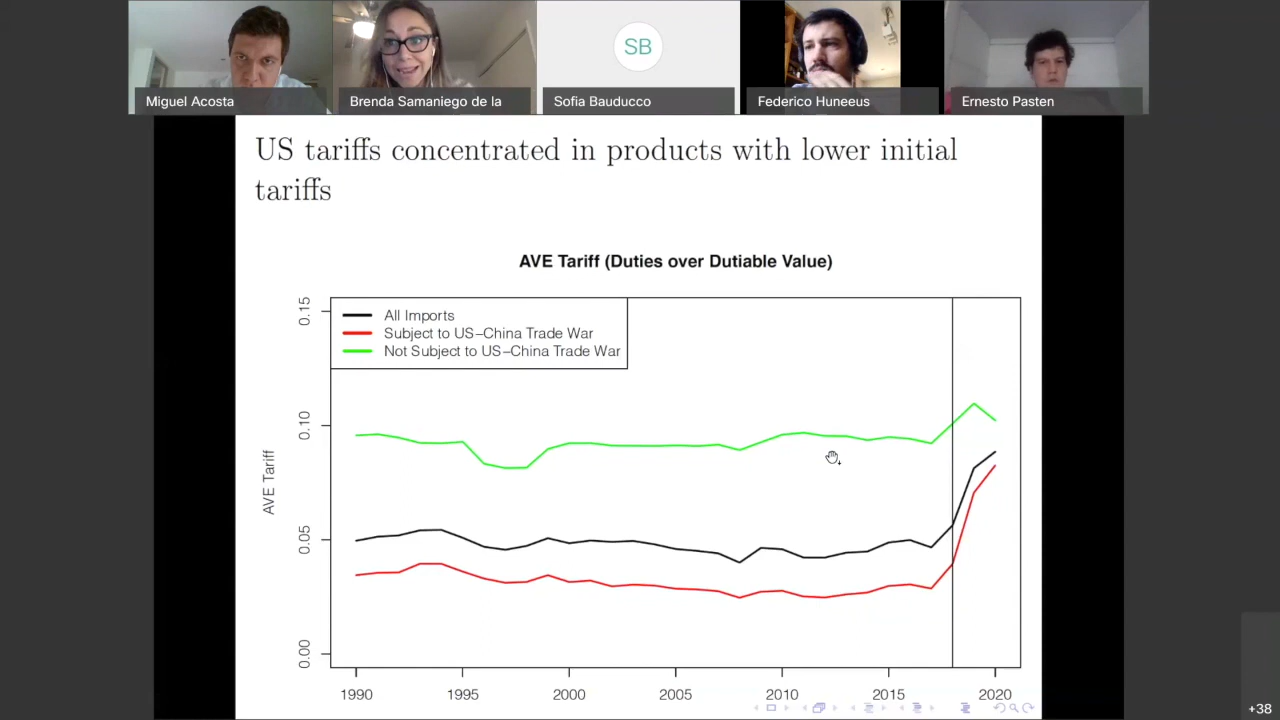 Miguel Acosta
Brenda Samaniego de la
SB
Sofia Bauducco
Federico Huneeus
Ernesto Pasten
US tariffs concentrated in products with lower initial
tariffs
AVE Tariff (Duties over Dutiable Value)
All Imports
Subject to US−China Trade War
Not Subject to US−China Trade War
AVE Tariff
0.15
0.10
0.05
0.00
1990 1995 2000 2005 2010 2015 2020
+38